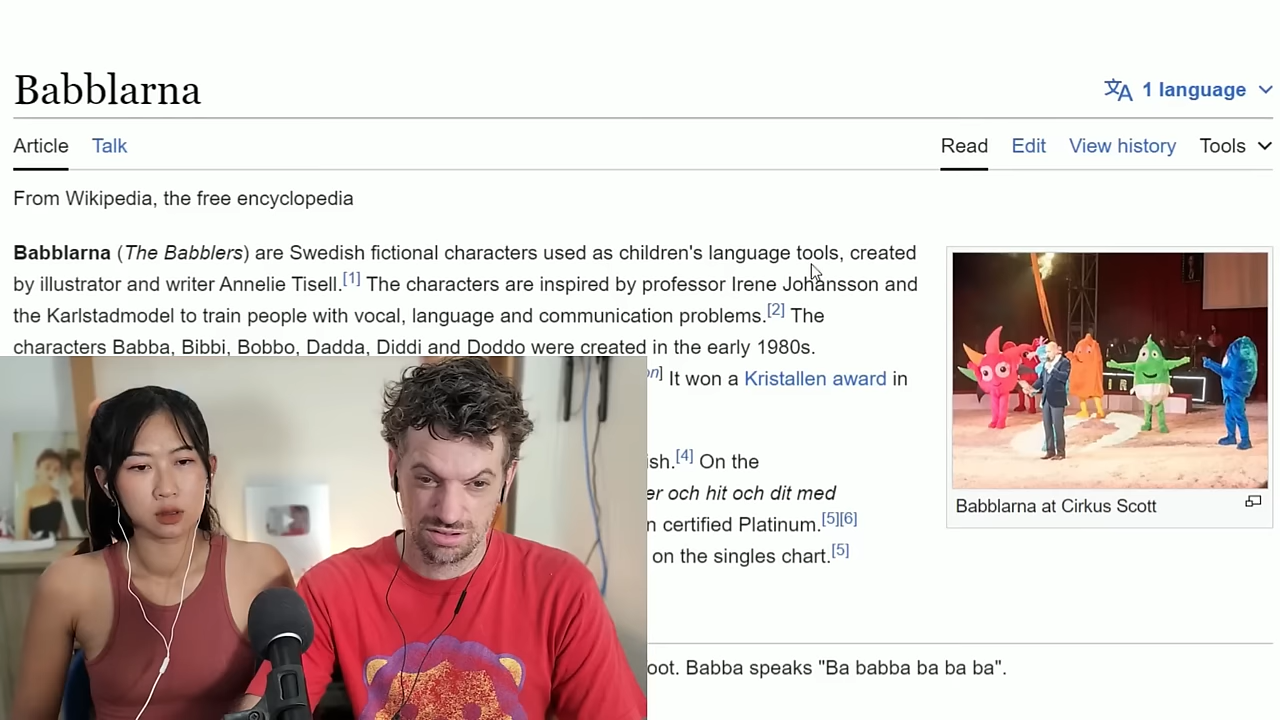 Babblarna
1 language
Article Talk Read Edit View history Tools
From Wikipedia, the free encyclopedia
Babblarna (The Babblers) are Swedish fictional characters used as children's language tools, created
by illustrator and writer Annelie Tisell.[1] The characters are inspired by professor Irene Johansson and
the Karlstadmodel to train people with vocal, language and communication problems.[2] The
characters Babba, Bibbi, Bobbo, Dadda, Diddi and Doddo were created in the early 1980s.
on] It won a Kristallen award in
ish.[4] On the
er och hit och dit med
n certified Platinum.[5][6]
on the singles chart.[5]
Babblarna at Cirkus Scott
oot. Babba speaks "Ba babba ba ba ba".